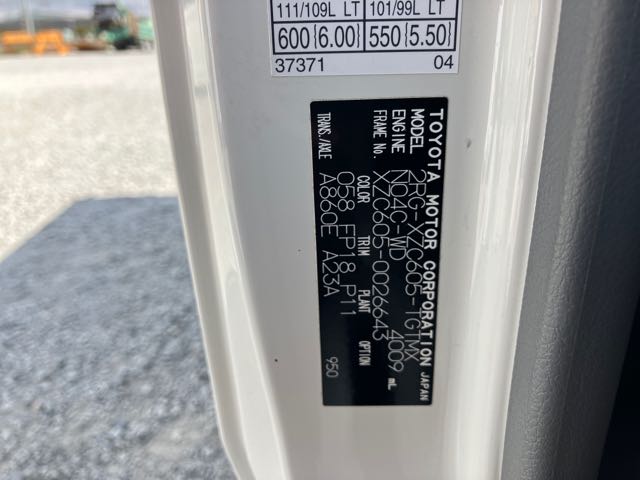 111/109L LT 101/99L LT
600 (6.00) 550 (5.50)
37371 04
TOYOTA MOTOR CORPORATION JAPAN
MODEL 2RG-XZC605-TGTMX
ENGINE N04C-WD 4009 mL
FRAME No. XZC605-0026643
COLOR TRIM PLANT OPTION
058 FP18 P11
TRANS./AXLE A860E A23A 950